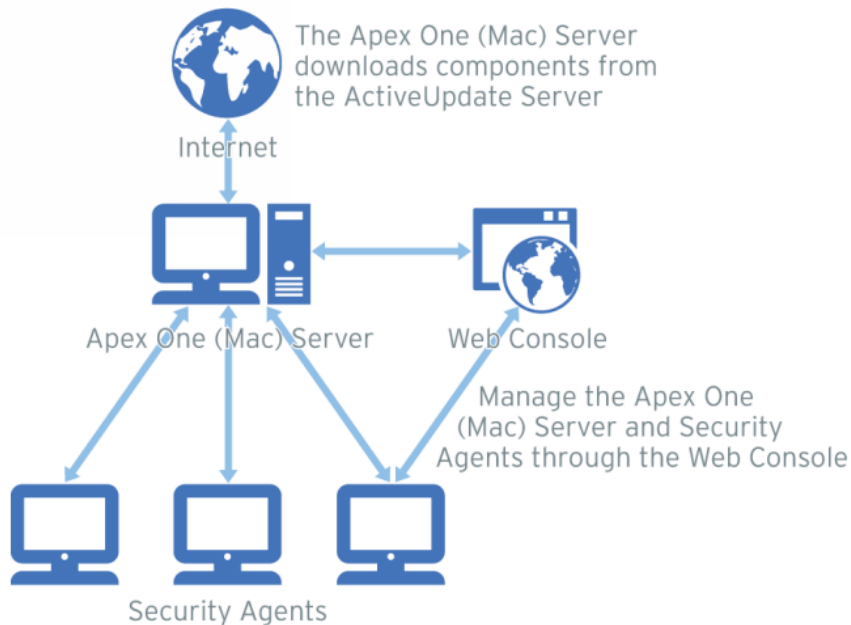 The Apex One (Mac) Server
downloads components from
the ActiveUpdate Server
Internet
Apex One (Mac) Server
Web Console
Manage the Apex One
(Mac) Server and Security
Agents through the Web Console
Security Agents